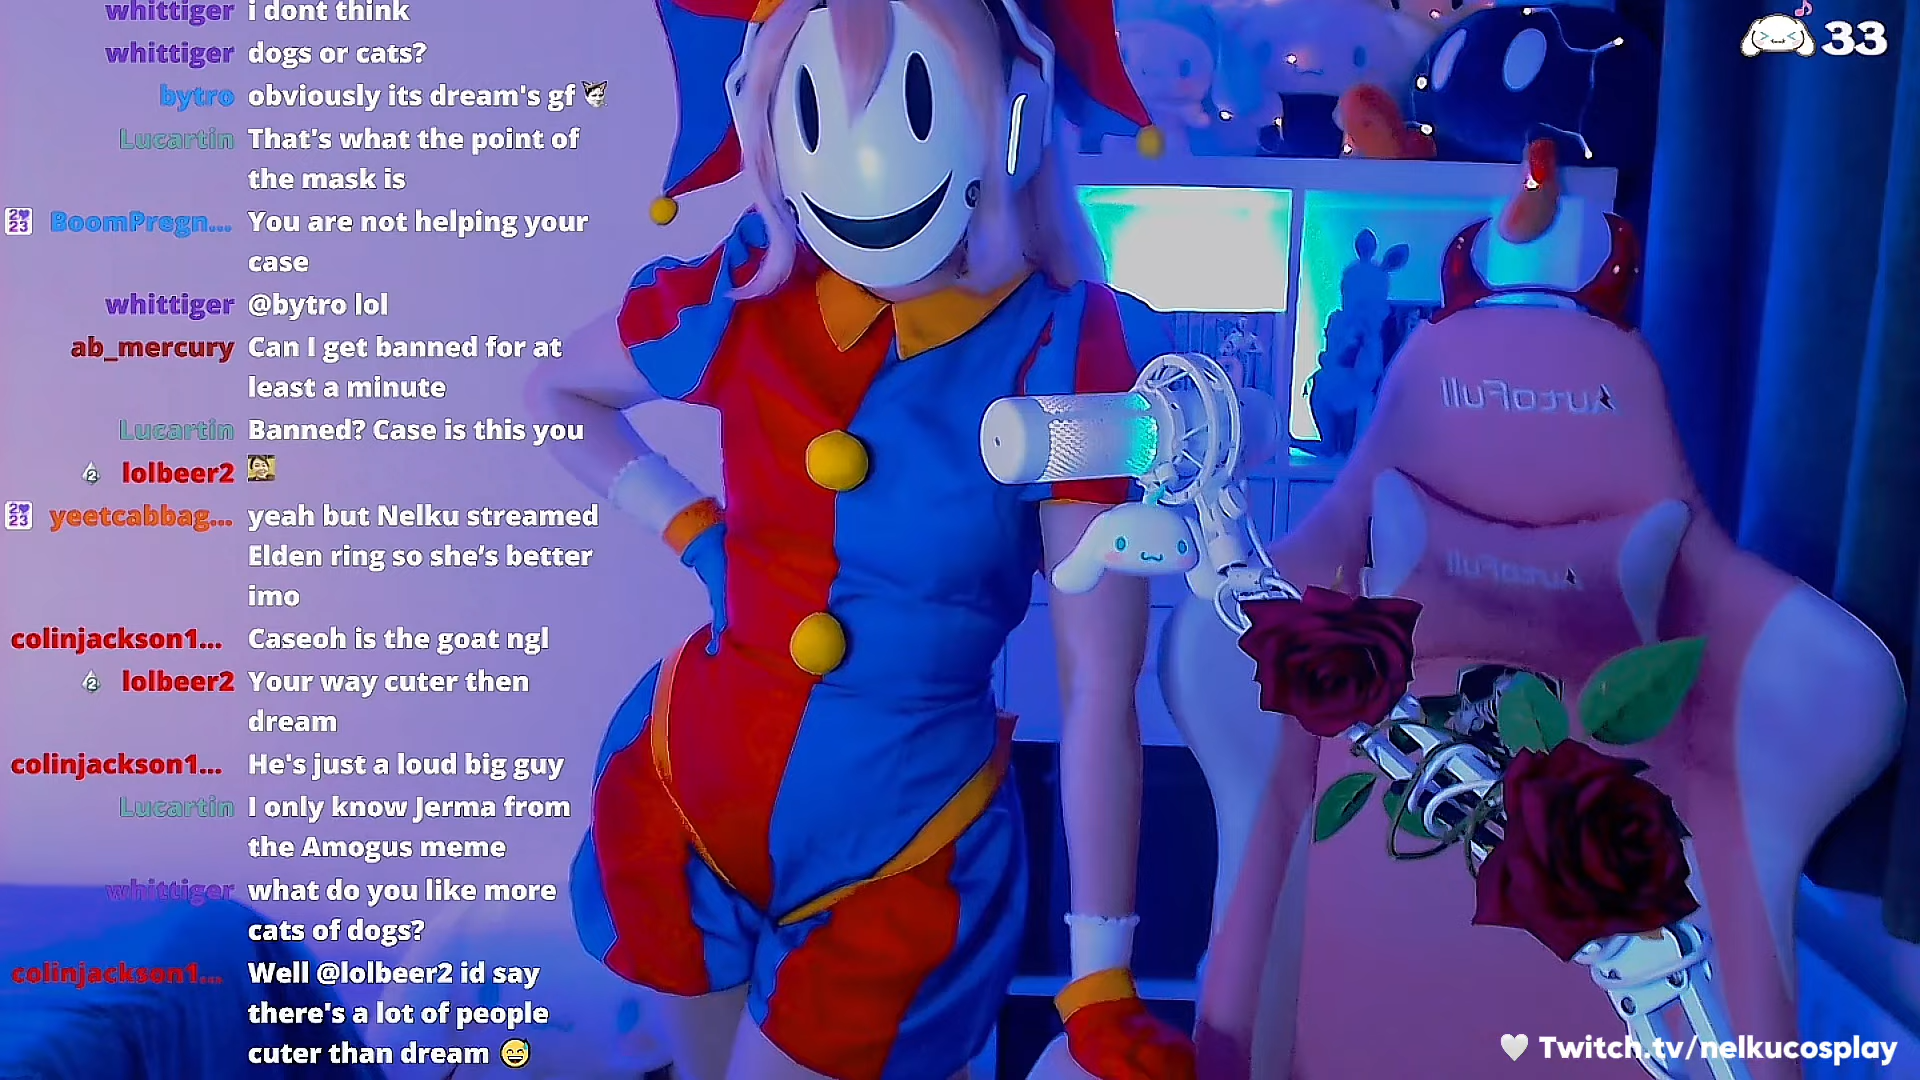 whittiger i dont think
whittiger dogs or cats?
bytro obviously its dream's gf
Lucartin That's what the point of
the mask is
BoomPregn... You are not helping your
case
whittiger @bytro lol
ab_mercury Can I get banned for at
least a minute
Lucartin Banned? Case is this you
lolbeer2
yeetcabbag... yeah but Nelku streamed
Elden ring so she's better
imo
colinjackson1... Caseoh is the goat ngl
lolbeer2 Your way cuter then
dream
colinjackson1... He's just a loud big guy
Lucartin I only know Jerma from
the Amogus meme
whittiger what do you like more
cats of dogs?
colinjackson1... Well @lolbeer2 id say
there's a lot of people
cuter than dream 😅
33
AutoFull
AutoFull
🤍 Twitch.tv/nelkucosplay